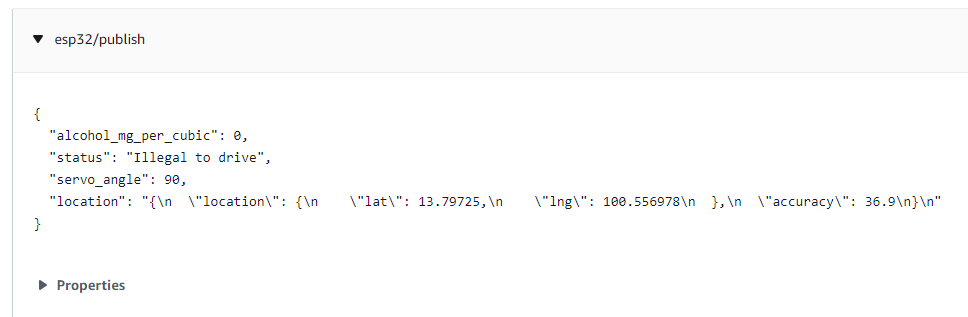 esp32/publish
{
  "alcohol_mg_per_cubic": 0,
  "status": "Illegal to drive",
  "servo_angle": 90,
  "location": "{\n  \"location\": {\n    \"lat\": 13.79725,\n    \"lng\": 100.556978\n  },\n  \"accuracy\": 36.9\n}\n"
}
Properties